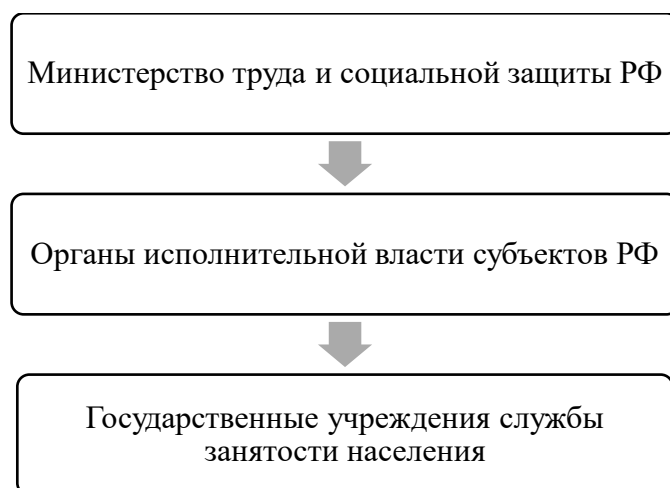 Министерство труда и социальной защиты РФ
Органы исполнительной власти субъектов РФ
Государственные учреждения службы
занятости населения